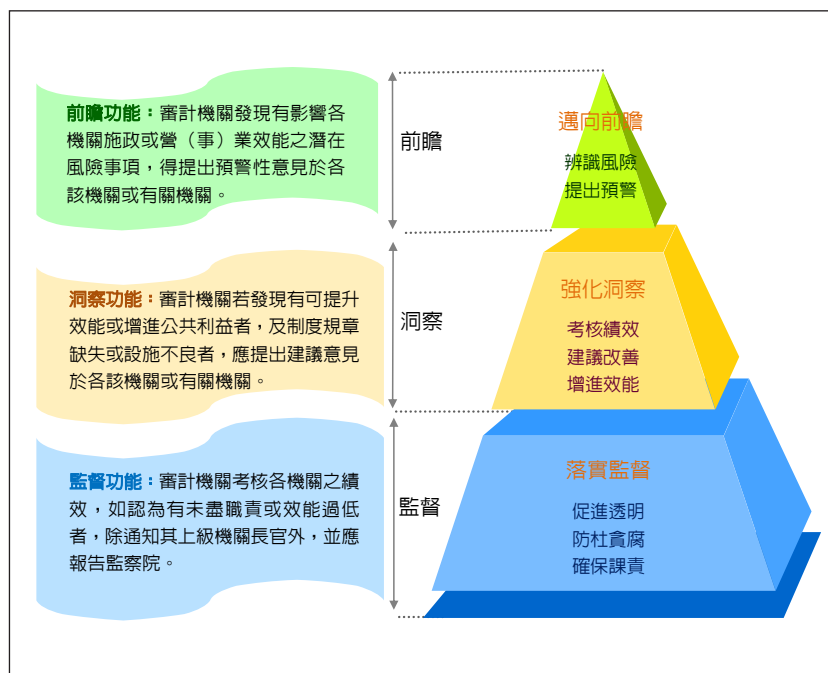 前瞻功能：審計機關發現有影響各
機關施政或營（事）業效能之潛在
風險事項，得提出預警性意見於各
該機關或有關機關。
前瞻
邁向前瞻
辨識風險
提出預警
洞察功能：審計機關若發現有可提升
效能或增進公共利益者，及制度規章
缺失或設施不良者，應提出建議意見
於各該機關或有關機關。
洞察
強化洞察
考核績效
建議改善
增進效能
監督功能：審計機關考核各機關之績
效，如認為有未盡職責或效能過低
者，除通知其上級機關長官外，並應
報告監察院。
監督
落實監督
促進透明
防杜貪腐
確保課責